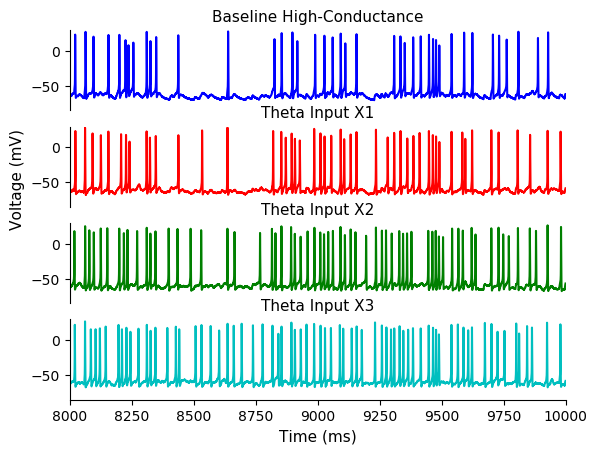 Baseline High-Conductance
0
−50
Theta Input X1
0
−50
Theta Input X2
0
−50
Theta Input X3
0
−50
Voltage (mV)
8000 8250 8500 8750 9000 9250 9500 9750 10000
Time (ms)